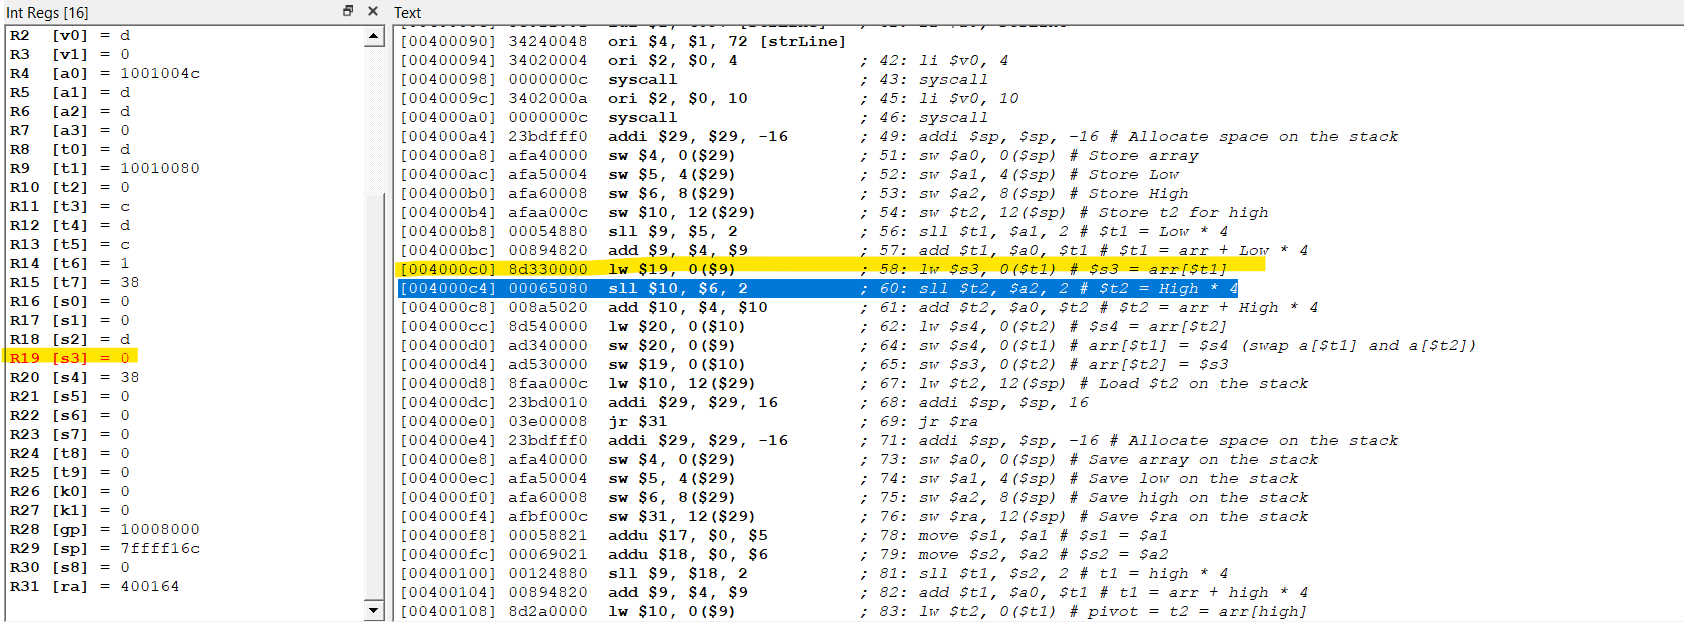 Int Regs [16]
R2 [v0] = d
R3 [v1] = 0
R4 [a0] = 1001004c
R5 [a1] = d
R6 [a2] = d
R7 [a3] = 0
R8 [t0] = d
R9 [t1] = 10010080
R10 [t2] = 0
R11 [t3] = c
R12 [t4] = d
R13 [t5] = c
R14 [t6] = 1
R15 [t7] = 38
R16 [s0] = 0
R17 [s1] = 0
R18 [s2] = d
R19 [s3] = 0
R20 [s4] = 38
R21 [s5] = 0
R22 [s6] = 0
R23 [s7] = 0
R24 [t8] = 0
R25 [t9] = 0
R26 [k0] = 0
R27 [k1] = 0
R28 [gp] = 10008000
R29 [sp] = 7ffff16c
R30 [s8] = 0
R31 [ra] = 400164
Text
[00400090] 34240048 ori $4, $1, 72 [strLine]
[00400094] 34020004 ori $2, $0, 4 ; 42: li $v0, 4
[00400098] 0000000c syscall ; 43: syscall
[0040009c] 3402000a ori $2, $0, 10 ; 45: li $v0, 10
[004000a0] 0000000c syscall ; 46: syscall
[004000a4] 23bdfff0 addi $29, $29, -16 ; 49: addi $sp, $sp, -16 # Allocate space on the stack
[004000a8] afa40000 sw $4, 0($29) ; 51: sw $a0, 0($sp) # Store array
[004000ac] afa50004 sw $5, 4($29) ; 52: sw $a1, 4($sp) # Store Low
[004000b0] afa60008 sw $6, 8($29) ; 53: sw $a2, 8($sp) # Store High
[004000b4] afaa000c sw $10, 12($29) ; 54: sw $t2, 12($sp) # Store t2 for high
[004000b8] 00054880 sll $9, $5, 2 ; 56: sll $t1, $a1, 2 # $t1 = Low * 4
[004000bc] 00894820 add $9, $4, $9 ; 57: add $t1, $a0, $t1 # $t1 = arr + Low * 4
[004000c0] 8d330000 lw $19, 0($9) ; 58: lw $s3, 0($t1) # $s3 = arr[$t1]
[004000c4] 00065080 sll $10, $6, 2 ; 60: sll $t2, $a2, 2 # $t2 = High * 4
[004000c8] 008a5020 add $10, $4, $10 ; 61: add $t2, $a0, $t2 # $t2 = arr + High * 4
[004000cc] 8d540000 lw $20, 0($10) ; 62: lw $s4, 0($t2) # $s4 = arr[$t2]
[004000d0] ad340000 sw $20, 0($9) ; 64: sw $s4, 0($t1) # arr[$t1] = $s4 (swap a[$t1] and a[$t2])
[004000d4] ad530000 sw $19, 0($10) ; 65: sw $s3, 0($t2) # arr[$t2] = $s3
[004000d8] 8faa000c lw $10, 12($29) ; 67: lw $t2, 12($sp) # Load $t2 on the stack
[004000dc] 23bd0010 addi $29, $29, 16 ; 68: addi $sp, $sp, 16
[004000e0] 03e00008 jr $31 ; 69: jr $ra
[004000e4] 23bdfff0 addi $29, $29, -16 ; 71: addi $sp, $sp, -16 # Allocate space on the stack
[004000e8] afa40000 sw $4, 0($29) ; 73: sw $a0, 0($sp) # Save array on the stack
[004000ec] afa50004 sw $5, 4($29) ; 74: sw $a1, 4($sp) # Save low on the stack
[004000f0] afa60008 sw $6, 8($29) ; 75: sw $a2, 8($sp) # Save high on the stack
[004000f4] afbf000c sw $31, 12($29) ; 76: sw $ra, 12($sp) # Save $ra on the stack
[004000f8] 00058821 addu $17, $0, $5 ; 78: move $s1, $a1 # $s1 = $a1
[004000fc] 00069021 addu $18, $0, $6 ; 79: move $s2, $a2 # $s2 = $a2
[00400100] 00124880 sll $9, $18, 2 ; 81: sll $t1, $s2, 2 # t1 = high * 4
[00400104] 00894820 add $9, $4, $9 ; 82: add $t1, $a0, $t1 # t1 = arr + high * 4
[00400108] 8d2a0000 lw $10, 0($9) ; 83: lw $t2, 0($t1) # pivot = t2 = arr[high]